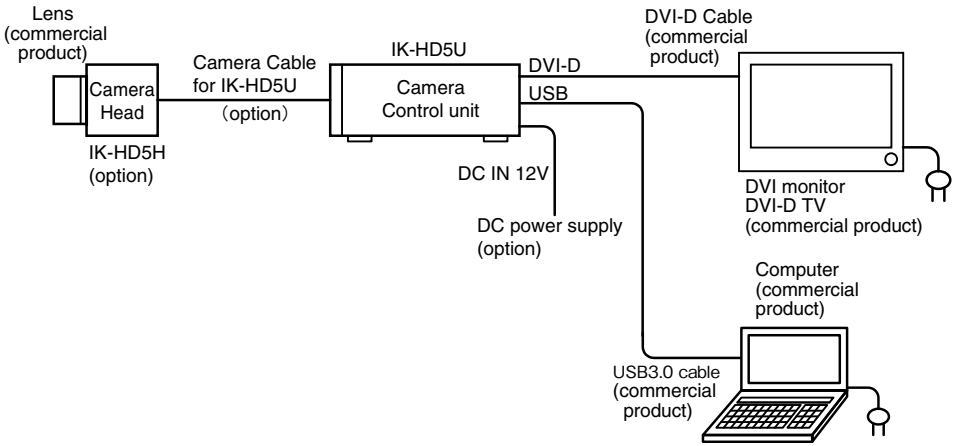 Lens
(commercial
product)
Camera
Head
IK-HD5H
(option)
Camera Cable
for IK-HD5U
（option）
IK-HD5U
Camera
Control unit
DVI-D
USB
DC IN 12V
DC power supply
(option)
DVI-D Cable
(commercial
product)
DVI monitor
DVI-D TV
(commercial product)
Computer
(commercial
product)
USB3.0 cable
(commercial
product)